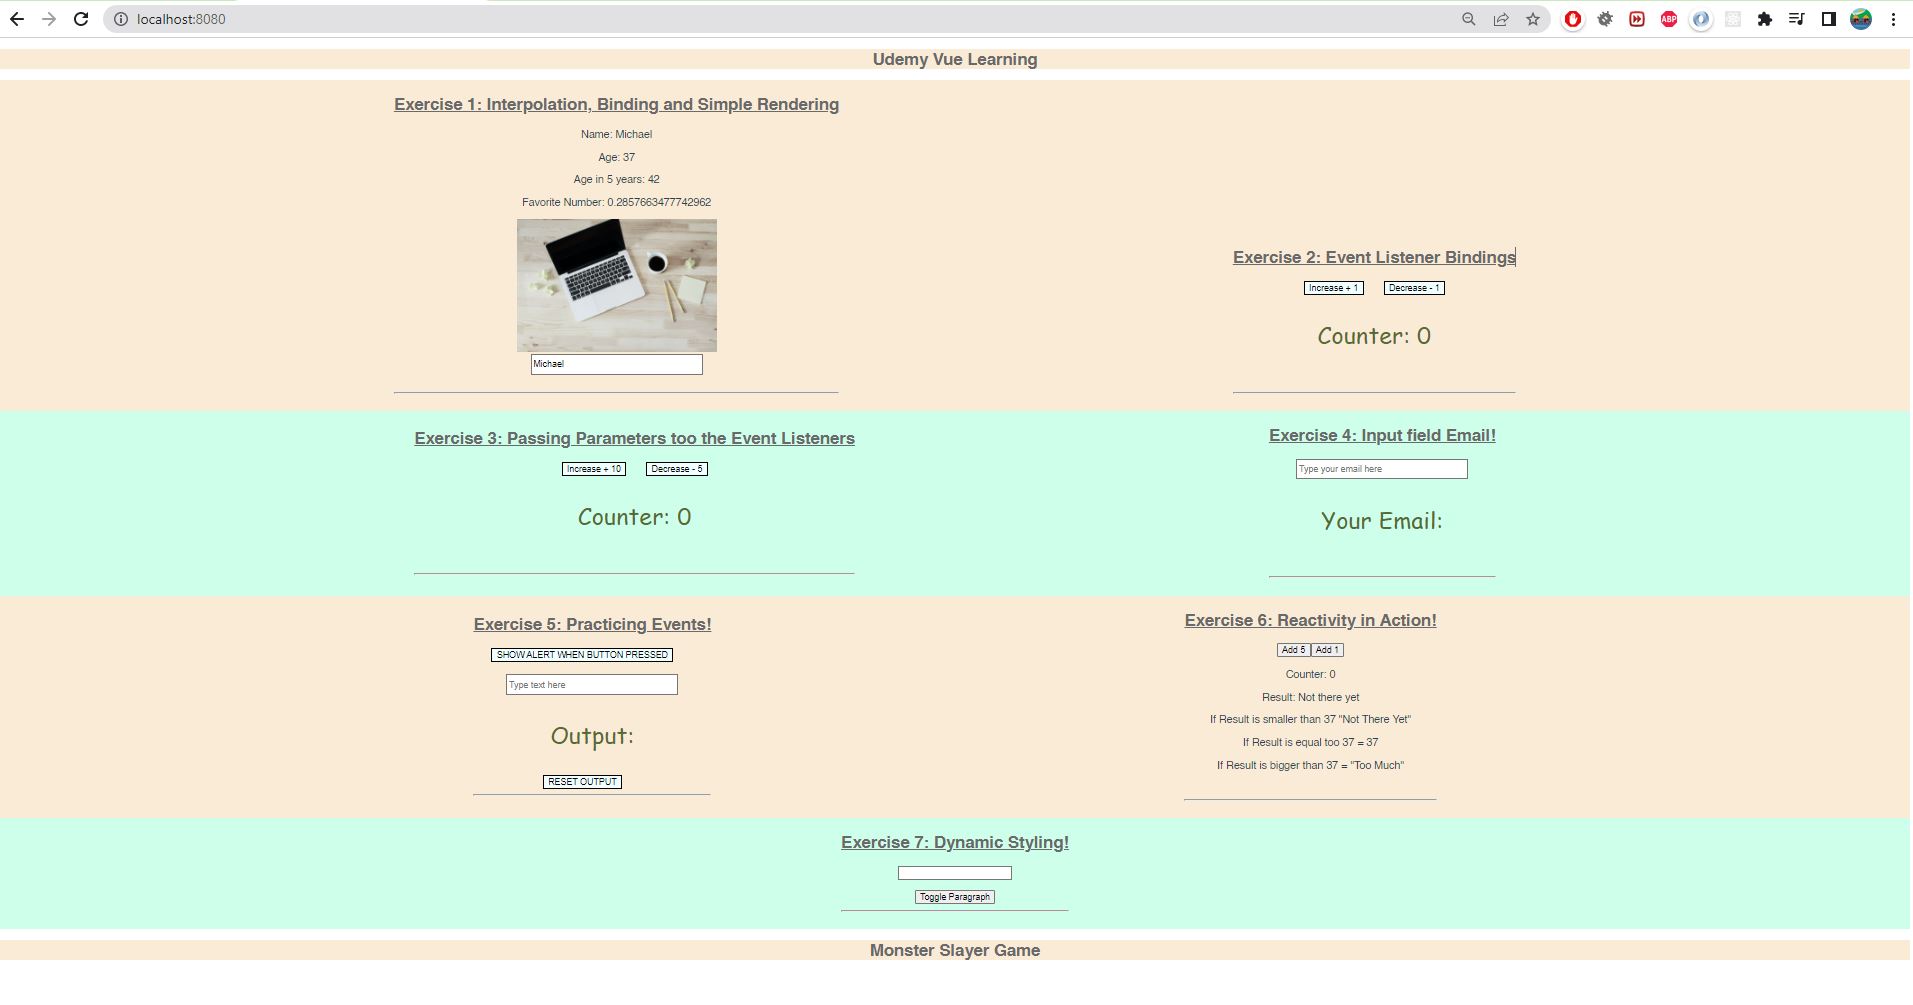 localhost:8080
ABP
Udemy Vue Learning
Exercise 1: Interpolation, Binding and Simple Rendering
Name: Michael
Age: 37
Age in 5 years: 42
Favorite Number: 0.2857663477742962
Michael
Exercise 2: Event Listener Bindings
Increase + 1 Decrease - 1
Counter: 0
Exercise 3: Passing Parameters too the Event Listeners
Increase + 10 Decrease - 5
Counter: 0
Exercise 4: Input field Email!
Type your email here
Your Email:
Exercise 5: Practicing Events!
SHOW ALERT WHEN BUTTON PRESSED
Type text here
Output:
RESET OUTPUT
Exercise 6: Reactivity in Action!
Add 5 Add 1
Counter: 0
Result: Not there yet
If Result is smaller than 37 "Not There Yet"
If Result is equal too 37 = 37
If Result is bigger than 37 = "Too Much"
Exercise 7: Dynamic Styling!
Toggle Paragraph
Monster Slayer Game